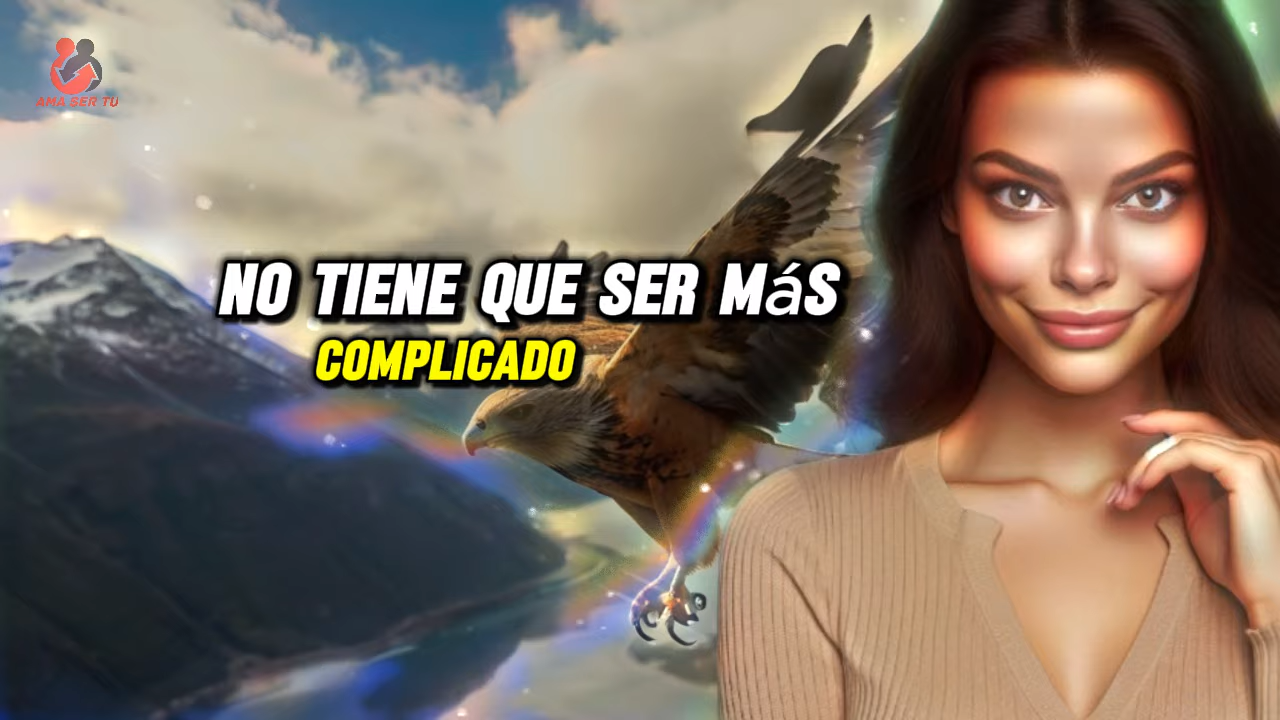 AMA SER TU
NO TIENE QUE SER MáS
COMPLICADO